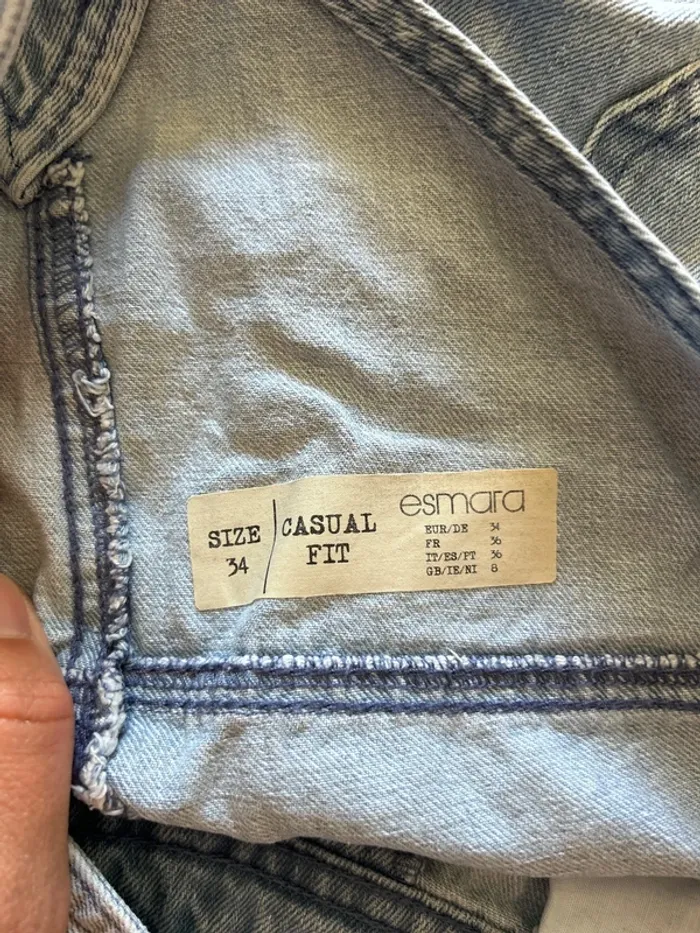 SIZE
34
CASUAL
FIT
esmara
EUR/DE 34
FR 36
IT/ES/PT 36
GB/IE/NI 8